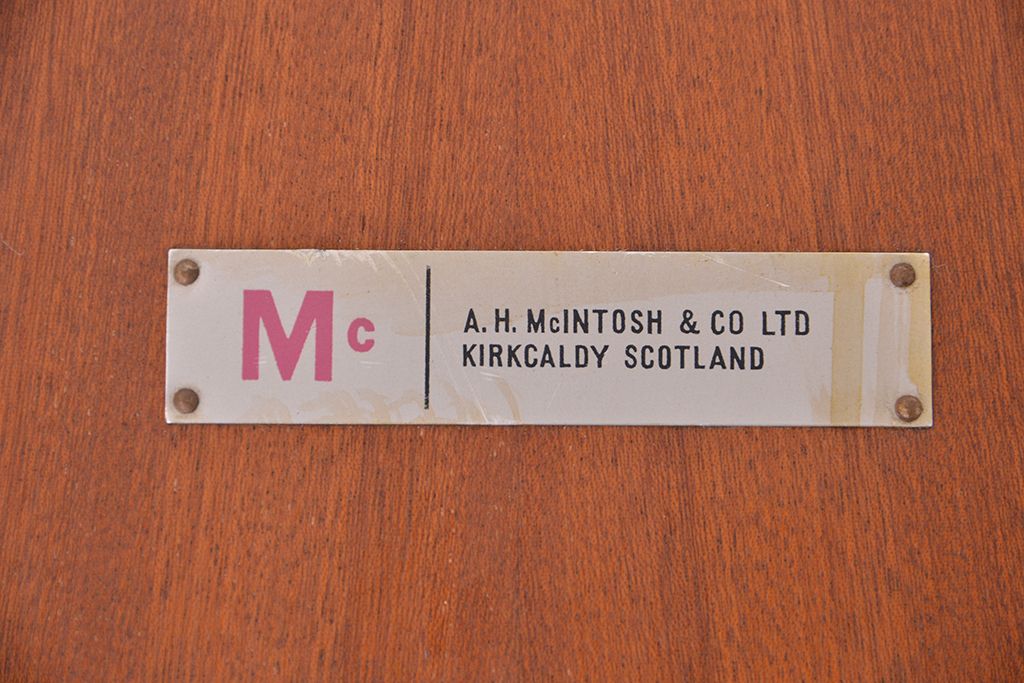 Mc
A. H. McINTOSH & CO LTD
KIRKCALDY SCOTLAND